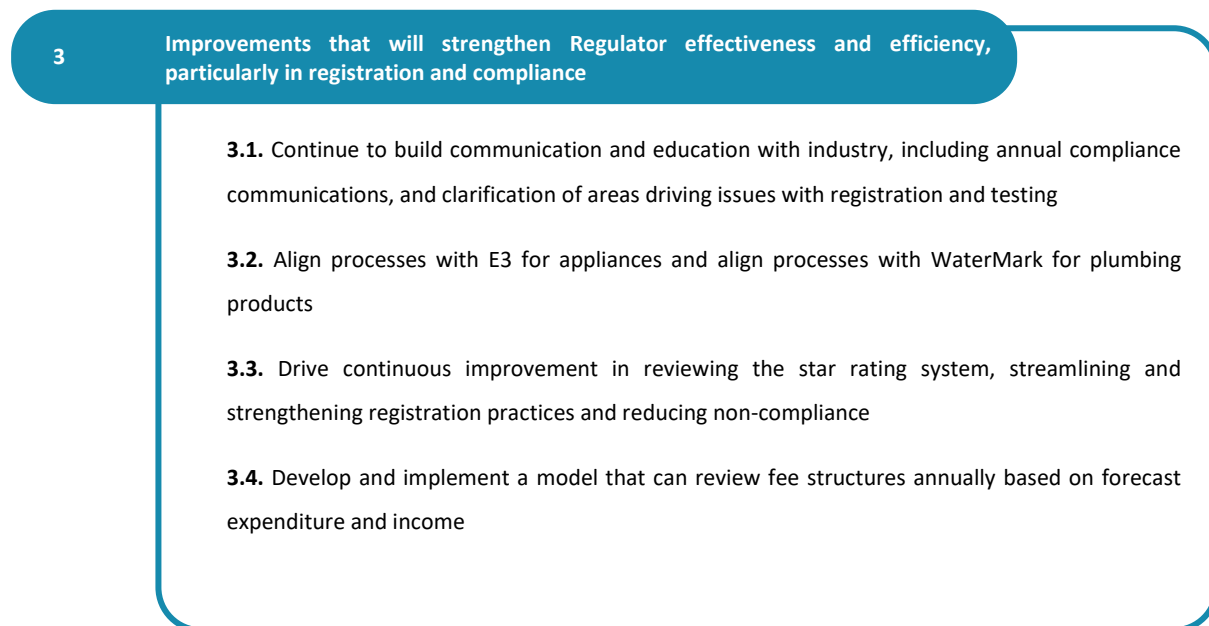 3
Improvements that will strengthen Regulator effectiveness and efficiency,
particularly in registration and compliance
3.1. Continue to build communication and education with industry, including annual compliance
communications, and clarification of areas driving issues with registration and testing
3.2. Align processes with E3 for appliances and align processes with WaterMark for plumbing
products
3.3. Drive continuous improvement in reviewing the star rating system, streamlining and
strengthening registration practices and reducing non-compliance
3.4. Develop and implement a model that can review fee structures annually based on forecast
expenditure and income